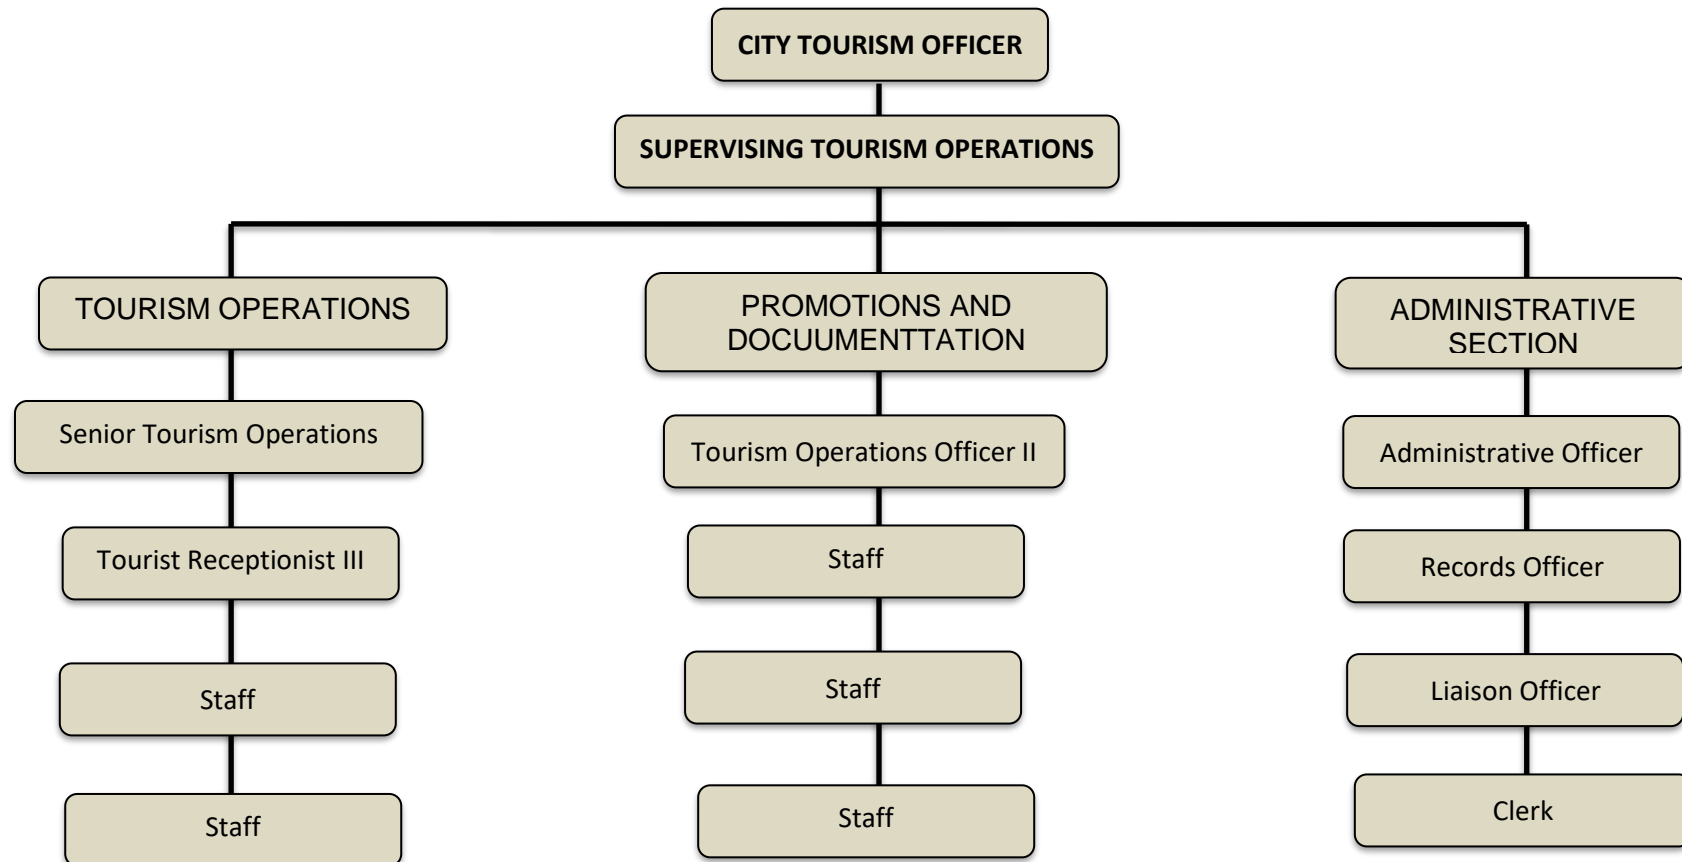 CITY TOURISM OFFICER
SUPERVISING TOURISM OPERATIONS
TOURISM OPERATIONS
PROMOTIONS AND
DOCUUMENTTATION
ADMINISTRATIVE
SECTION
Senior Tourism Operations
Tourism Operations Officer II
Administrative Officer
Tourist Receptionist III
Staff
Records Officer
Staff
Staff
Liaison Officer
Staff
Staff
Clerk